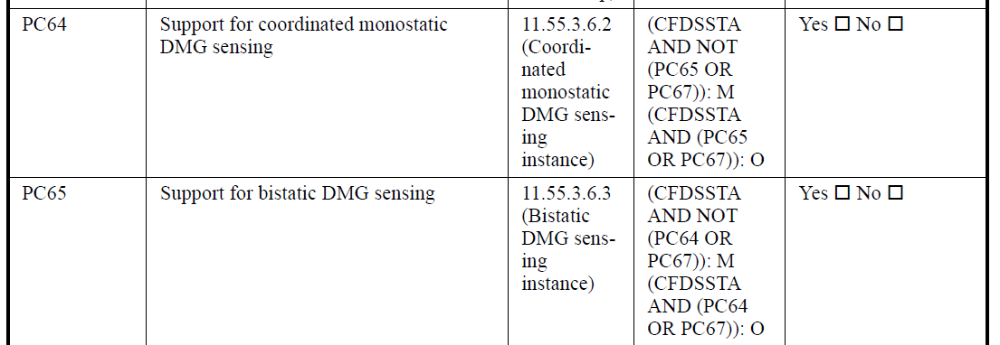 PC64
Support for coordinated monostatic
DMG sensing
11.55.3.6.2
(Coordi-
nated
monostatic
DMG sens-
ing
instance)
(CFDSSTA
AND NOT
(PC65 OR
PC67)): M
(CFDSSTA
AND (PC65
OR PC67)): O
Yes ☐ No ☐
PC65
Support for bistatic DMG sensing
11.55.3.6.3
(Bistatic
DMG sens-
ing
instance)
(CFDSSTA
AND NOT
(PC64 OR
PC67)): M
(CFDSSTA
AND (PC64
OR PC67)): O
Yes ☐ No ☐